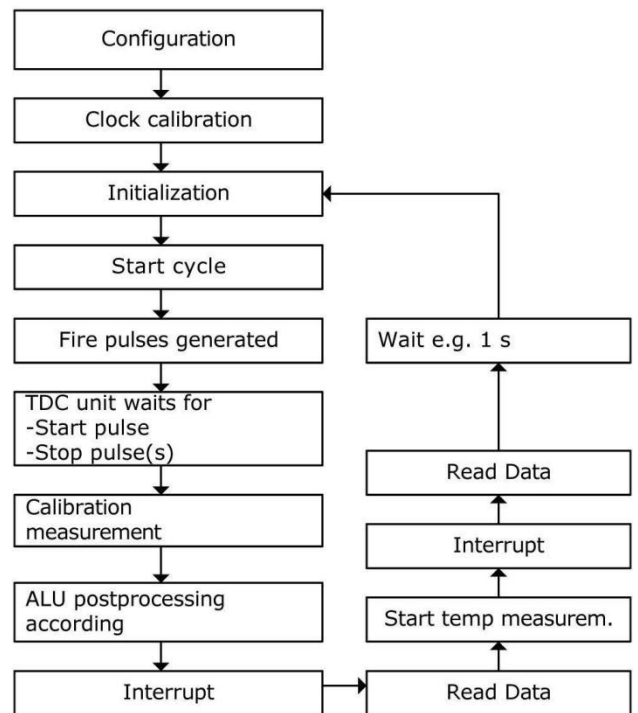 Configuration
Clock calibration
Initialization
Start cycle
Fire pulses generated
TDC unit waits for
-Start pulse
-Stop pulse(s)
Calibration
measurement
ALU postprocessing
according
Interrupt
Read Data
Start temp measurem.
Interrupt
Read Data
Wait e.g. 1 s